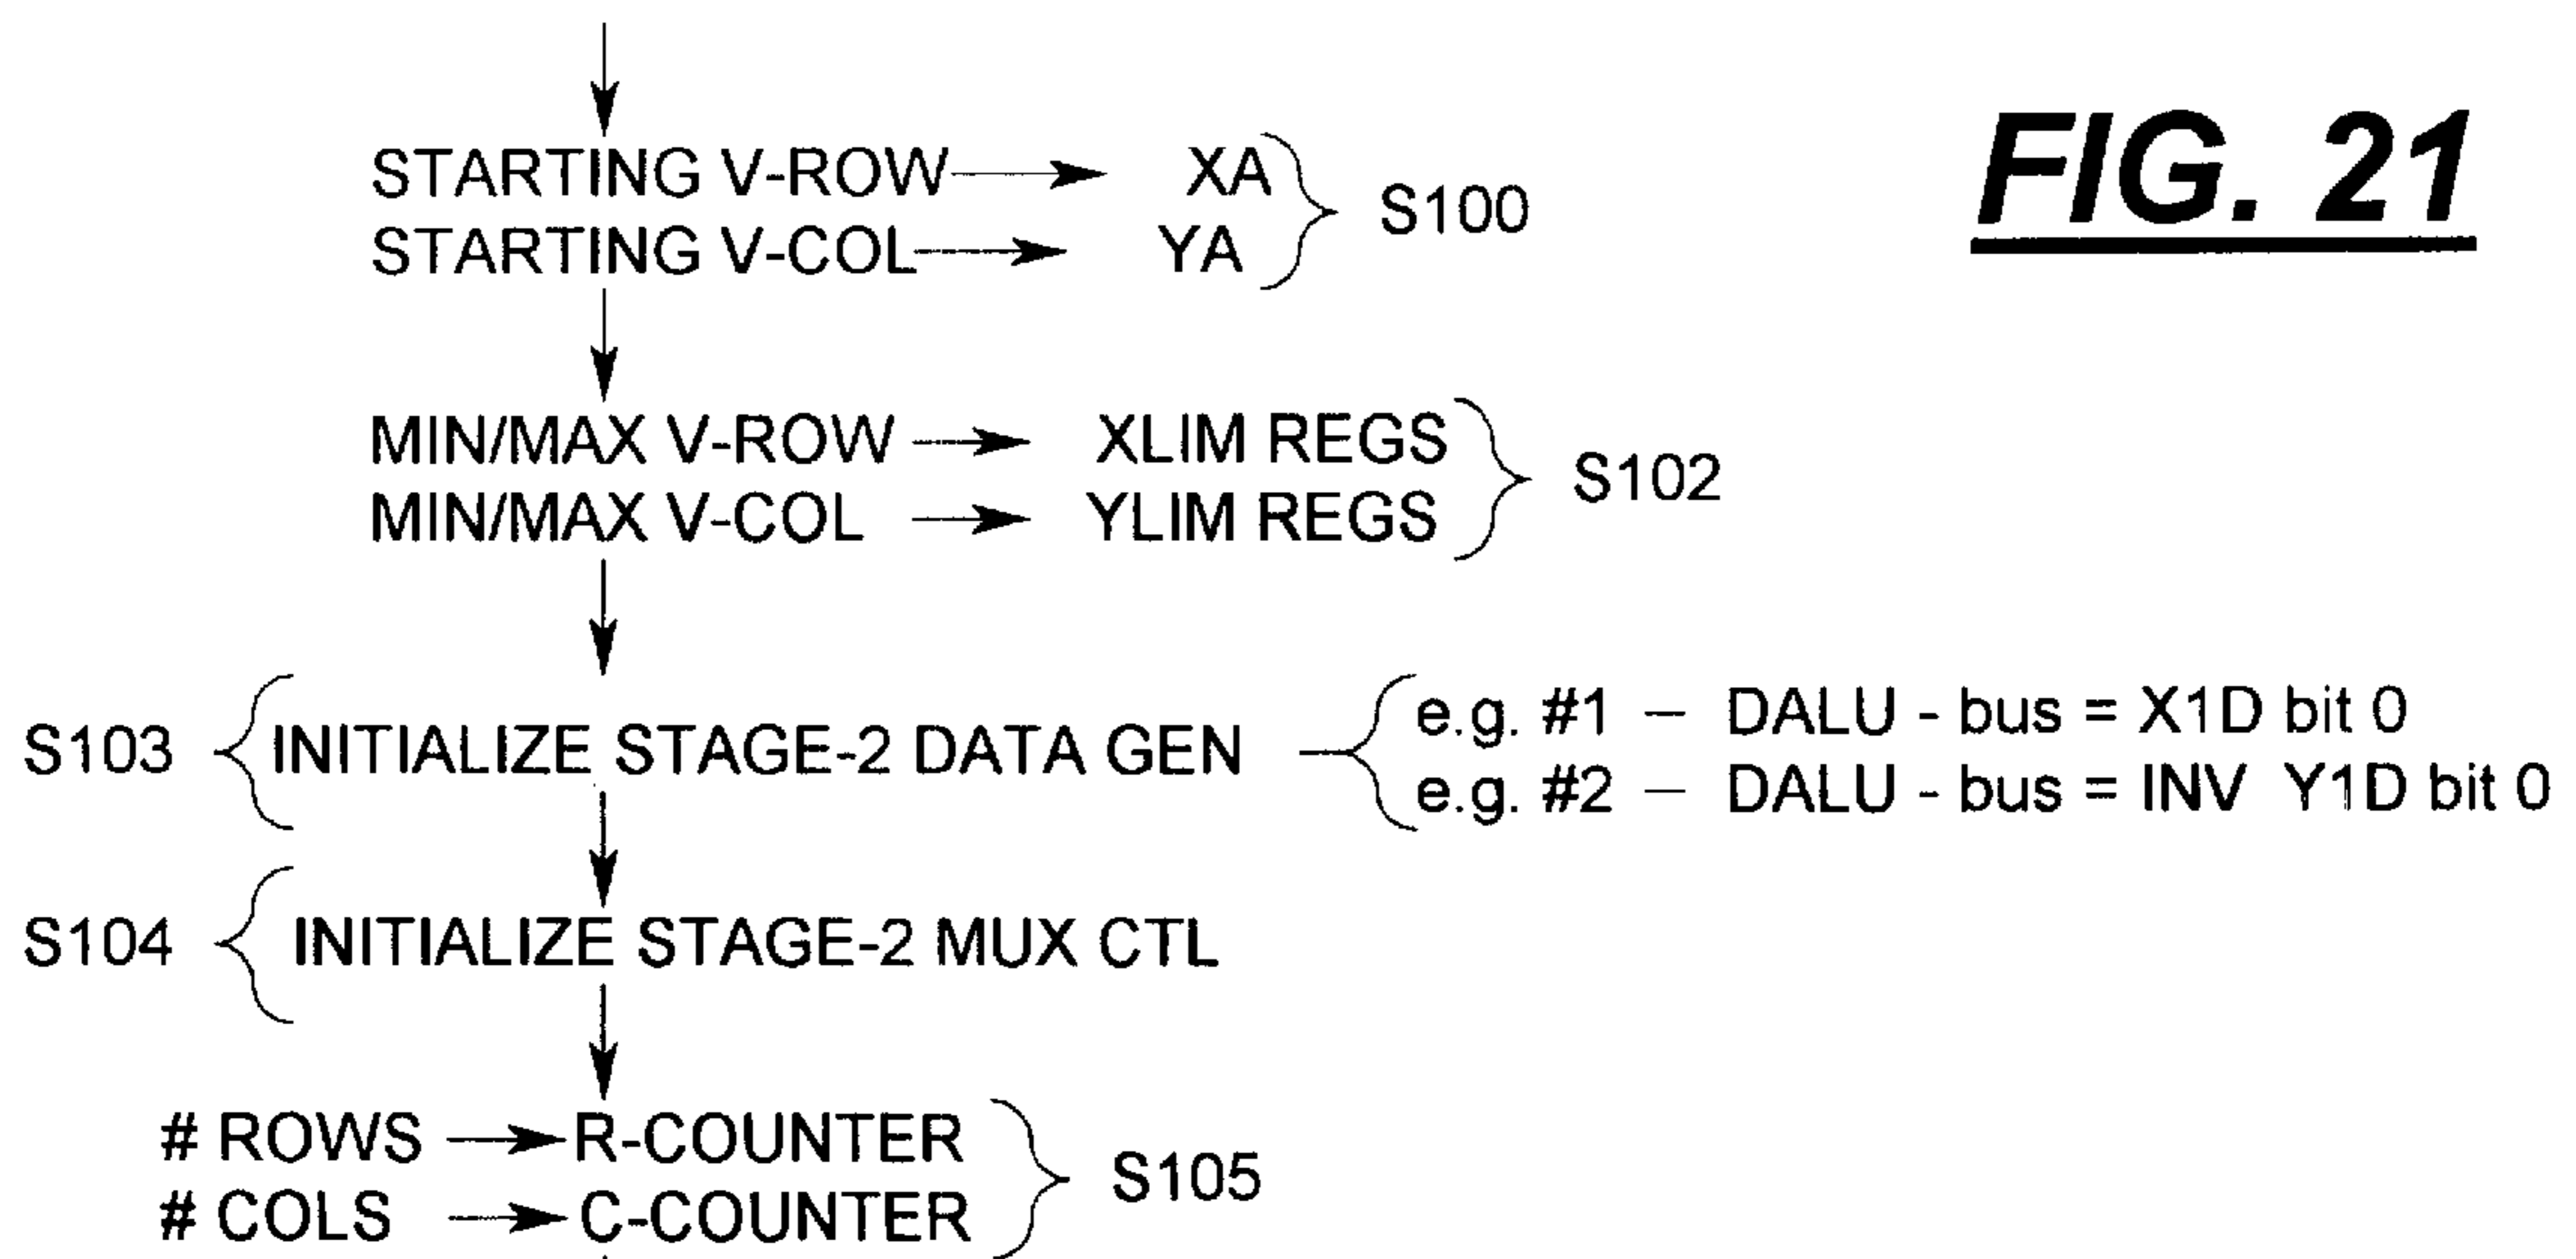 FIG. 21
STARTING V-ROW XA
STARTING V-COL YA
S100
MIN/MAX V-ROW XLIM REGS
MIN/MAX V-COL YLIM REGS
S102
S103 INITIALIZE STAGE-2 DATA GEN
e.g. #1 — DALU - bus = X1D bit 0
e.g. #2 — DALU - bus = INV Y1D bit 0
S104 INITIALIZE STAGE-2 MUX CTL
# ROWS R-COUNTER
# COLS C-COUNTER
S105